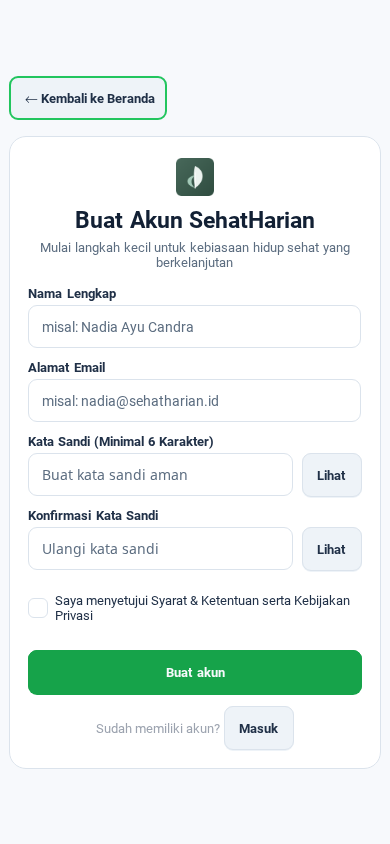 ← Kembali ke Beranda
Buat Akun SehatHarian
Mulai langkah kecil untuk kebiasaan hidup sehat yang
berkelanjutan
Nama Lengkap
misal: Nadia Ayu Candra
Alamat Email
misal: nadia@sehatharian.id
Kata Sandi (Minimal 6 Karakter)
Buat kata sandi aman
Lihat
Konfirmasi Kata Sandi
Ulangi kata sandi
Lihat
Saya menyetujui Syarat & Ketentuan serta Kebijakan
Privasi
Buat akun
Sudah memiliki akun? Masuk